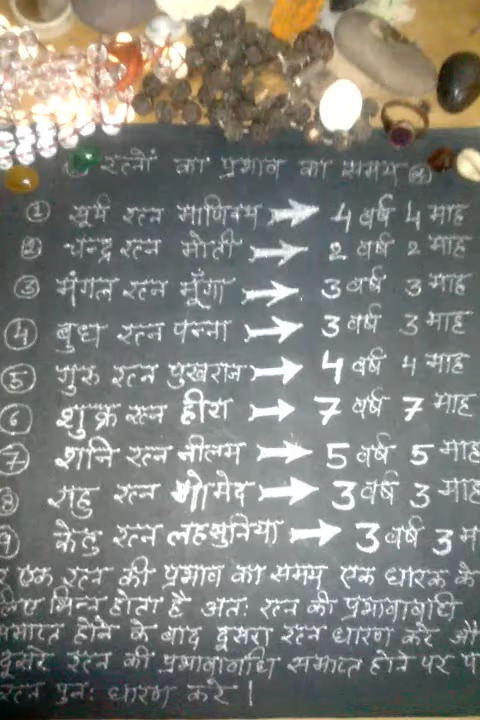 रत्नों का प्रभाव का समय
① सूर्य रत्न माणिक्य → 4 वर्ष 4 माह
② चन्द्र रत्न मोती → 2 वर्ष 2 माह
③ मंगल रत्न मूँगा → 3 वर्ष 3 माह
④ बुध रत्न पन्ना → 3 वर्ष 3 माह
⑤ गुरु रत्न पुखराज → 4 वर्ष 4 माह
⑥ शुक्र रत्न हीरा → 7 वर्ष 7 माह
⑦ शनि रत्न नीलम → 5 वर्ष 5 माह
⑧ राहु रत्न गोमेद → 3 वर्ष 3 माह
⑨ केतु रत्न लहसुनिया → 3 वर्ष 3 म
एक रत्न की प्रभाव का समय एक धारक के
लिए भिन्न होता है अतः रत्न की प्रभावावधि
समाप्त होने के बाद दूसरा रत्न धारण करे औ
दूसरे रत्न की प्रभावावधि समाप्त होने पर प
रत्न पुनः धारण करे।